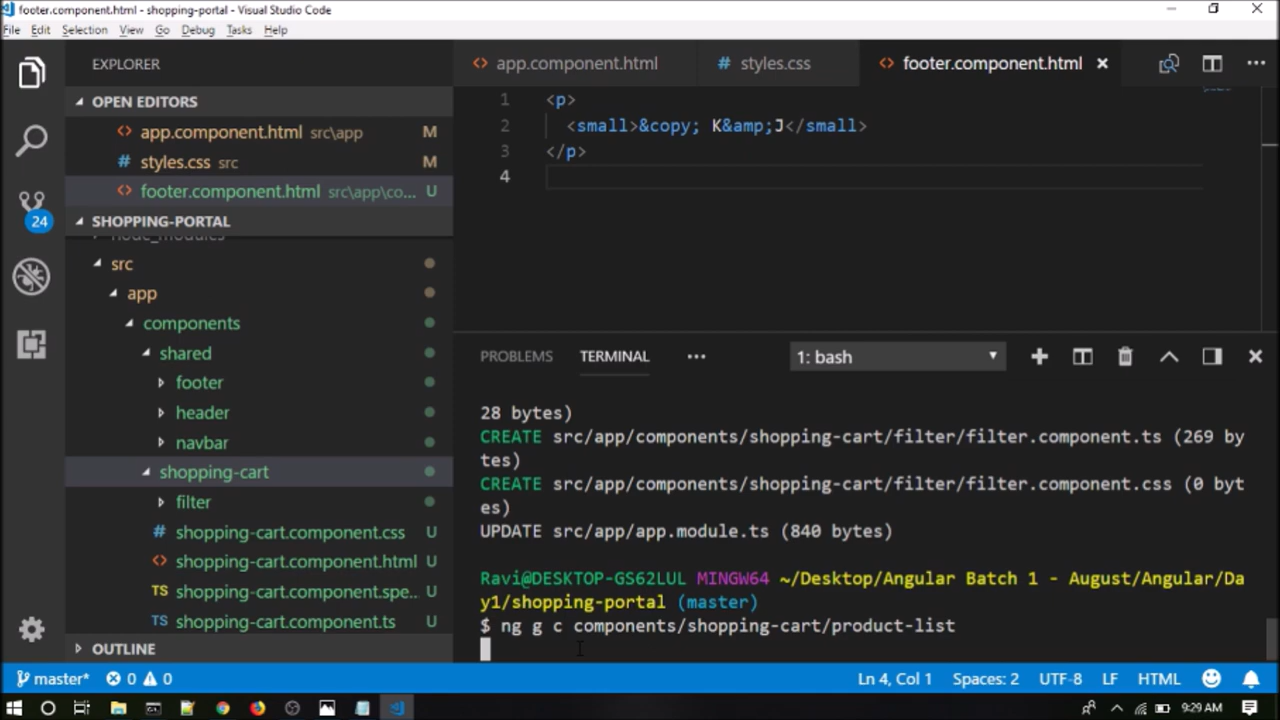 footer.component.html - shopping-portal - Visual Studio Code
File Edit Selection View Go Debug Tasks Help
EXPLORER
OPEN EDITORS
app.component.html src\app M
styles.css src M
footer.component.html src\app\co... U
24
SHOPPING-PORTAL
node_modules
src
app
components
shared
footer
header
navbar
shopping-cart
filter
shopping-cart.component.css U
shopping-cart.component.html U
TS shopping-cart.component.spe... U
TS shopping-cart.component.ts U
OUTLINE
app.component.html styles.css footer.component.html
1 <p>
2 <small>&copy; K&amp;J</small>
3 </p>
4
PROBLEMS TERMINAL ... 1: bash
28 bytes)
CREATE src/app/components/shopping-cart/filter/filter.component.ts (269 by
tes)
CREATE src/app/components/shopping-cart/filter/filter.component.css (0 byt
es)
UPDATE src/app/app.module.ts (840 bytes)
Ravi@DESKTOP-GS62LUL MINGW64 ~/Desktop/Angular Batch 1 - August/Angular/Da
y1/shopping-portal (master)
$ ng g c components/shopping-cart/product-list
master* 0 0 Ln 4, Col 1 Spaces: 2 UTF-8 LF HTML
9:29 AM